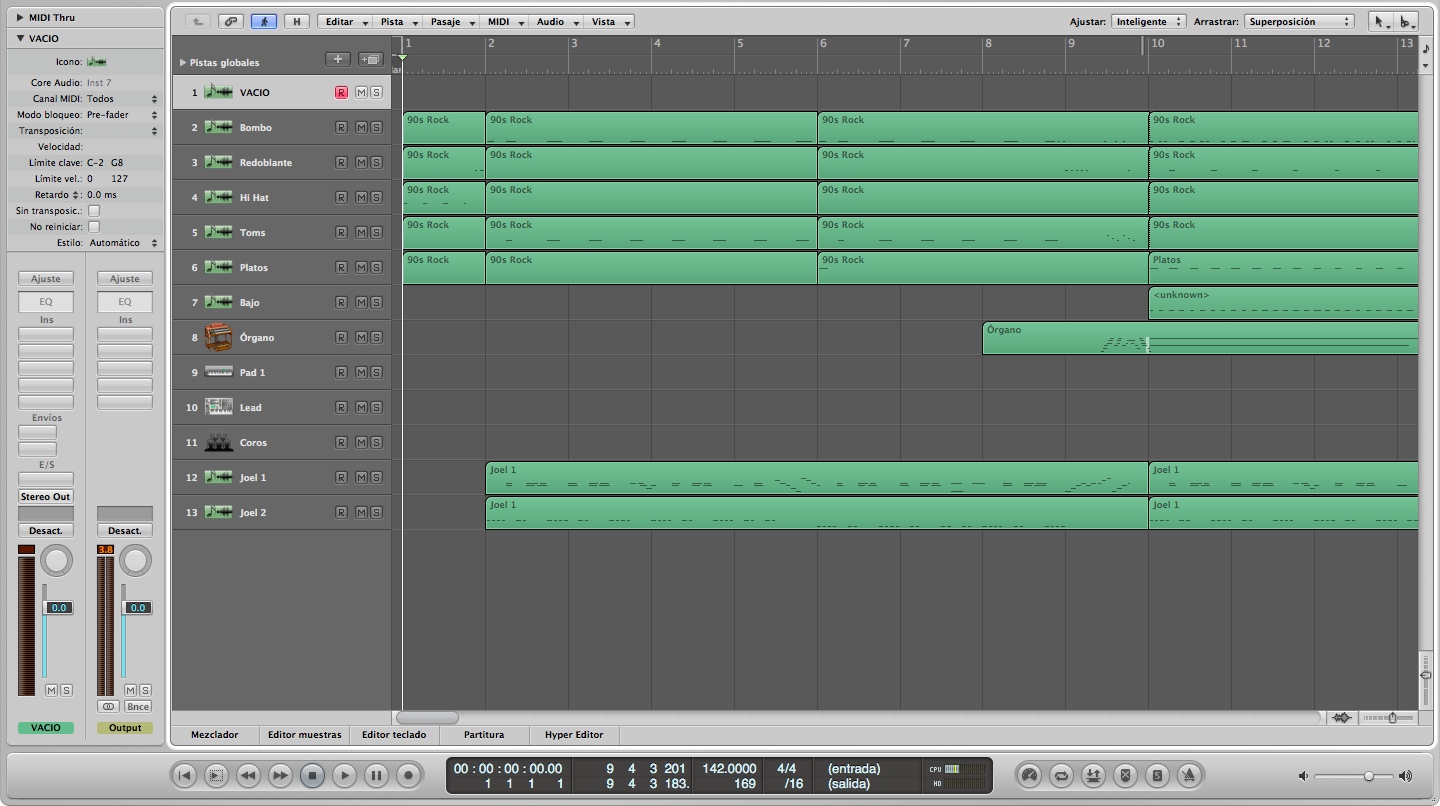 MIDI Thru
VACIO
Icono:
Core Audio: Inst 7
Canal MIDI: Todos
Modo bloqueo: Pre-fader
Transposición:
Velocidad:
Límite clave: C-2 G8
Límite vel.: 0 127
Retardo : 0.0 ms
Sin transposic.:
No reiniciar:
Estilo: Automático
Ajuste Ajuste
EQ EQ
Ins Ins
Envíos
E/S
Stereo Out
Desact. Desact.
3.8
0.0 0.0
M S M S
Bnce
VACIO Output
H Editar Pista Pasaje MIDI Audio Vista Ajustar: Inteligente Arrastrar: Superposición
1 2 3 4 5 6 7 8 9 10 11 12 13
Pistas globales
1 VACIO R M S
2 Bombo R M S 90s Rock 90s Rock 90s Rock 90s Rock
3 Redoblante R M S 90s Rock 90s Rock 90s Rock 90s Rock
4 Hi Hat R M S 90s Rock 90s Rock 90s Rock 90s Rock
5 Toms R M S 90s Rock 90s Rock 90s Rock 90s Rock
6 Platos R M S 90s Rock 90s Rock 90s Rock Platos
7 Bajo R M S <unknown>
8 Órgano R M S Órgano
9 Pad 1 R M S
10 Lead R M S
11 Coros R M S
12 Joel 1 R M S Joel 1 Joel 1
13 Joel 2 R M S Joel 1 Joel 1
Mezclador Editor muestras Editor teclado Partitura Hyper Editor
00:00:00:00.00 9 4 3 201 142.0000 4/4 (entrada) CPU
1 1 1 1 9 4 3 183. 169 /16 (salida) HD
S